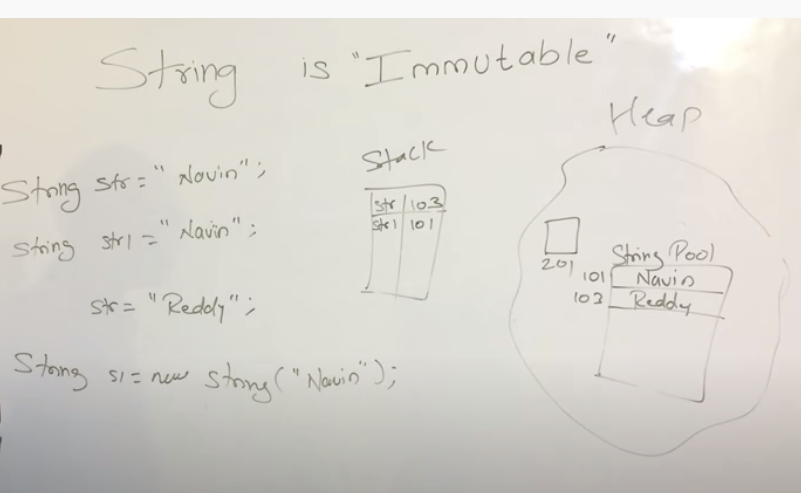 String is "Immutable"
Heap
Stack
String str = "Navin";
String str1 = "Navin";
str = "Reddy";
String s1 = new String("Navin");
str 103
str1 101
201
String Pool
101 Navin
103 Reddy